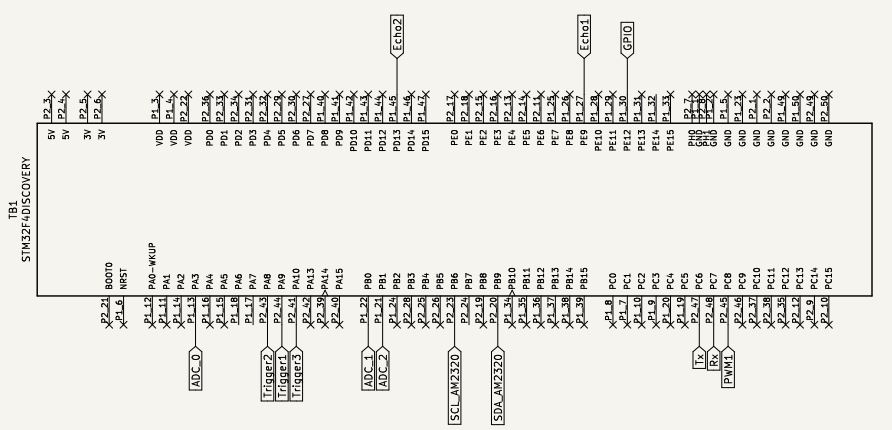 Echo2
Echo1
GPIO
P2_3
P2_4
P2_5
P2_6
P1_3
P1_4
P2_22
P2_36
P2_33
P2_34
P2_31
P2_32
P2_29
P2_30
P2_27
P1_40
P1_41
P1_42
P1_43
P1_44
P1_45
P1_46
P1_47
P2_17
P2_18
P2_15
P2_16
P2_13
P2_14
P2_11
P1_25
P1_26
P1_27
P1_28
P1_29
P1_30
P1_31
P1_32
P1_33
P2_7
P1_5
P1_23
P2_1
P2_2
P1_49
P1_50
P2_49
P2_50
5V
5V
3V
3V
VDD
VDD
VDD
PD0
PD1
PD2
PD3
PD4
PD5
PD6
PD7
PD8
PD9
PD10
PD11
PD12
PD13
PD14
PD15
PE0
PE1
PE2
PE3
PE4
PE5
PE6
PE7
PE8
PE9
PE10
PE11
PE12
PE13
PE14
PE15
PH0
GND
PH1
GND
GND
GND
GND
GND
GND
GND
GND
GND
TB1
STM32F4DISCOVERY
BOOT0
NRST
PA0-WKUP
PA1
PA2
PA3
PA4
PA5
PA6
PA7
PA8
PA9
PA10
PA13
PA14
PA15
PB0
PB1
PB2
PB3
PB4
PB5
PB6
PB7
PB8
PB9
PB10
PB11
PB12
PB13
PB14
PB15
PC0
PC1
PC2
PC3
PC4
PC5
PC6
PC7
PC8
PC9
PC10
PC11
PC12
PC13
PC14
PC15
P2_21
P1_6
P1_12
P1_11
P1_14
P1_13
P1_16
P1_15
P1_18
P1_17
P2_43
P2_44
P2_41
P2_42
P2_39
P2_40
P1_22
P1_21
P1_24
P2_28
P2_25
P2_26
P2_23
P2_24
P2_19
P2_20
P1_34
P1_35
P1_36
P1_37
P1_38
P1_39
P1_8
P1_7
P1_10
P1_9
P1_20
P1_19
P2_47
P2_48
P2_45
P2_46
P2_37
P2_38
P2_35
P2_12
P2_9
P2_10
ADC_0
Trigger2
Trigger1
Trigger3
ADC_1
ADC_2
SCL_AM2320
SDA_AM2320
Tx
Rx
PWM1